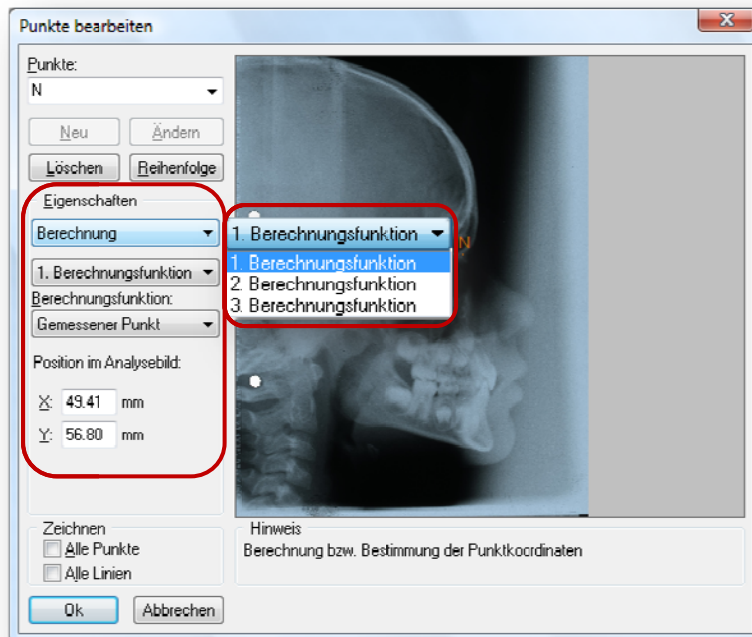 Punkte bearbeiten
Punkte:
N
Neu
Ändern
Löschen
Reihenfolge
Eigenschaften
Berechnung
1. Berechnungsfunktion
Berechnungsfunktion:
Gemessener Punkt
Position im Analysebild:
X: 49.41 mm
Y: 56.80 mm
1. Berechnungsfunktion
1. Berechnungsfunktion
2. Berechnungsfunktion
3. Berechnungsfunktion
N
Zeichnen
Alle Punkte
Alle Linien
Hinweis
Berechnung bzw. Bestimmung der Punktkoordinaten
Ok
Abbrechen